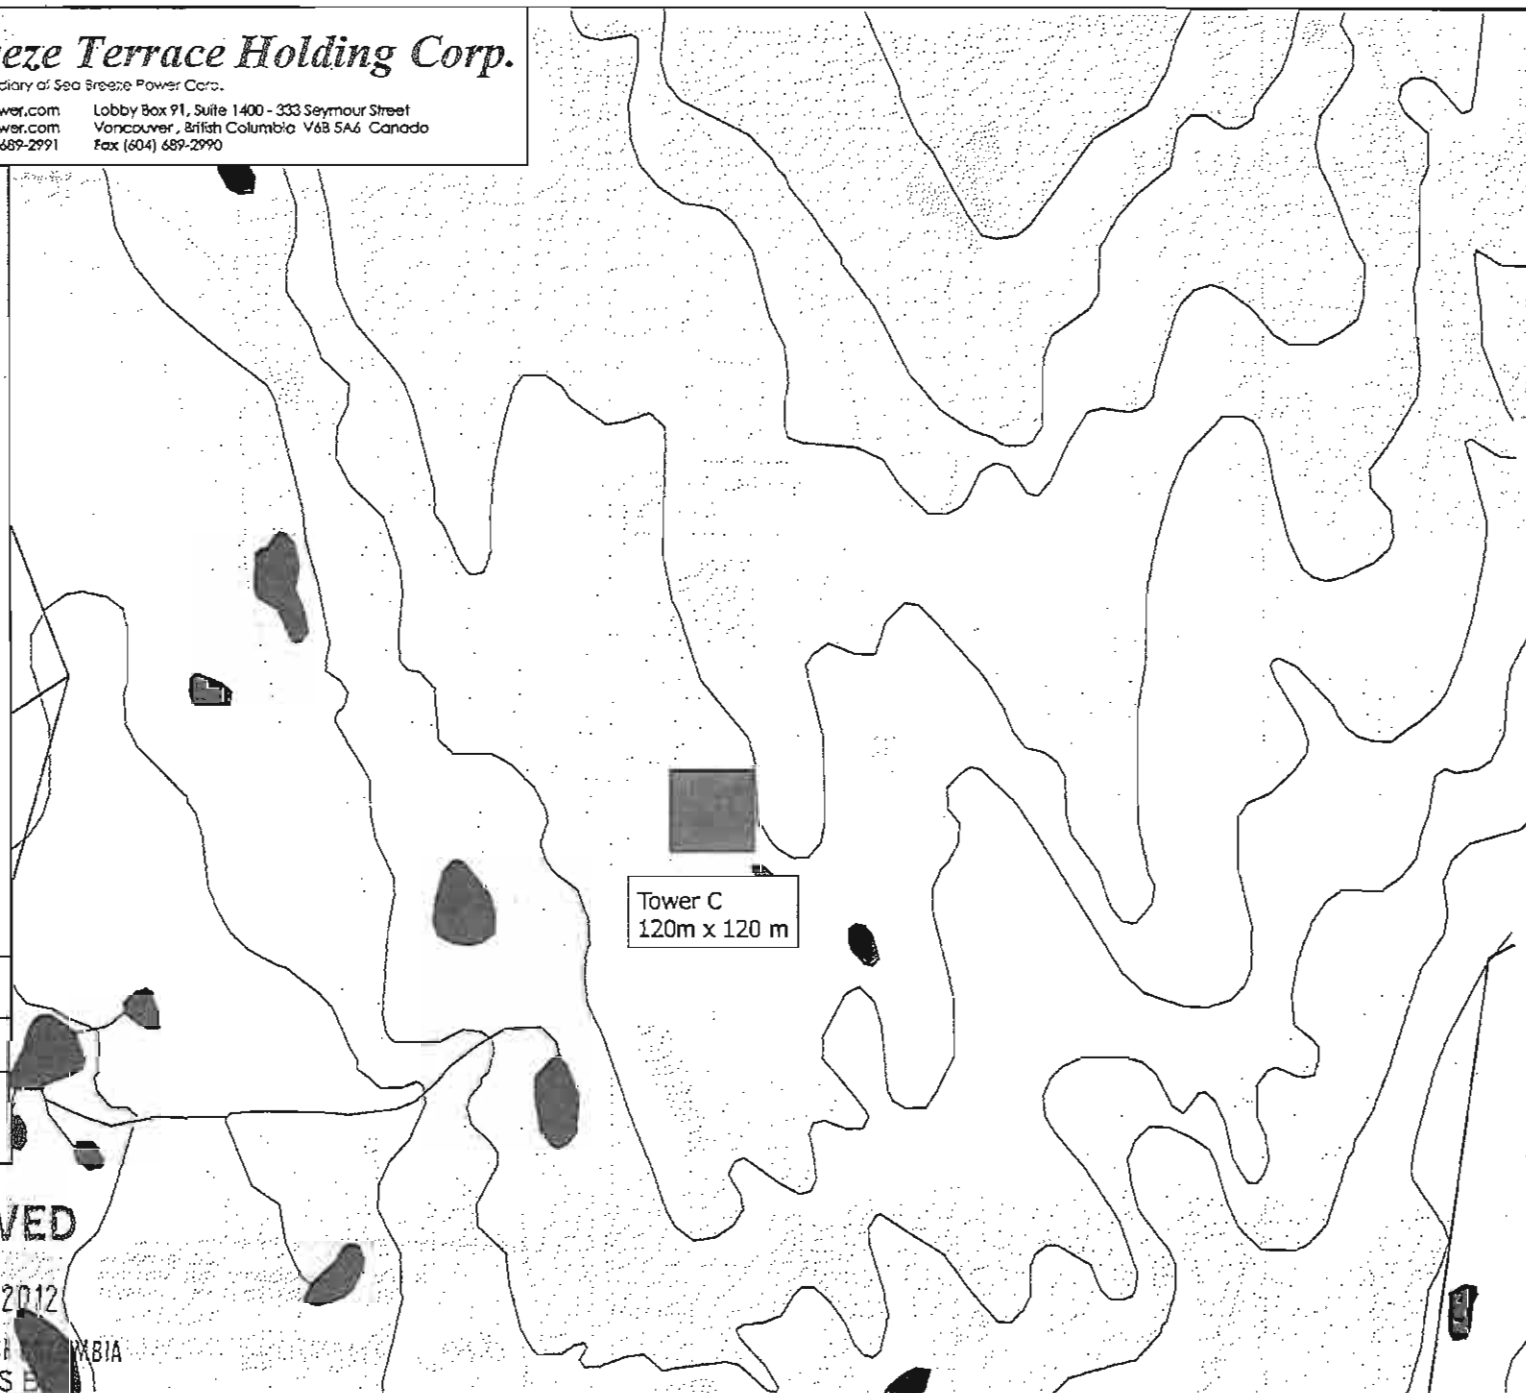 eeze Terrace Holding Corp.
diary of Sea Breeze Power Corp.
wer.com Lobby Box 91, Suite 1400 - 333 Seymour Street
wer.com Vancouver, British Columbia V6B 5A6 Canada
689-2991 Fax (604) 689-2990
Tower C
120m x 120 m
VED
2012
MBIA
S B